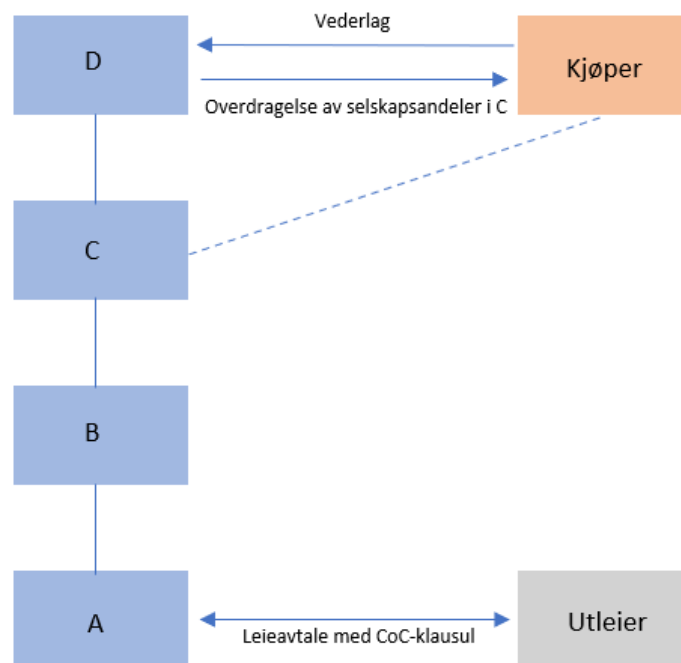 Vederlag
D
Kjøper
Overdragelse av selskapsandeler i C
C
B
A
Leieavtale med CoC-klausul
Utleier